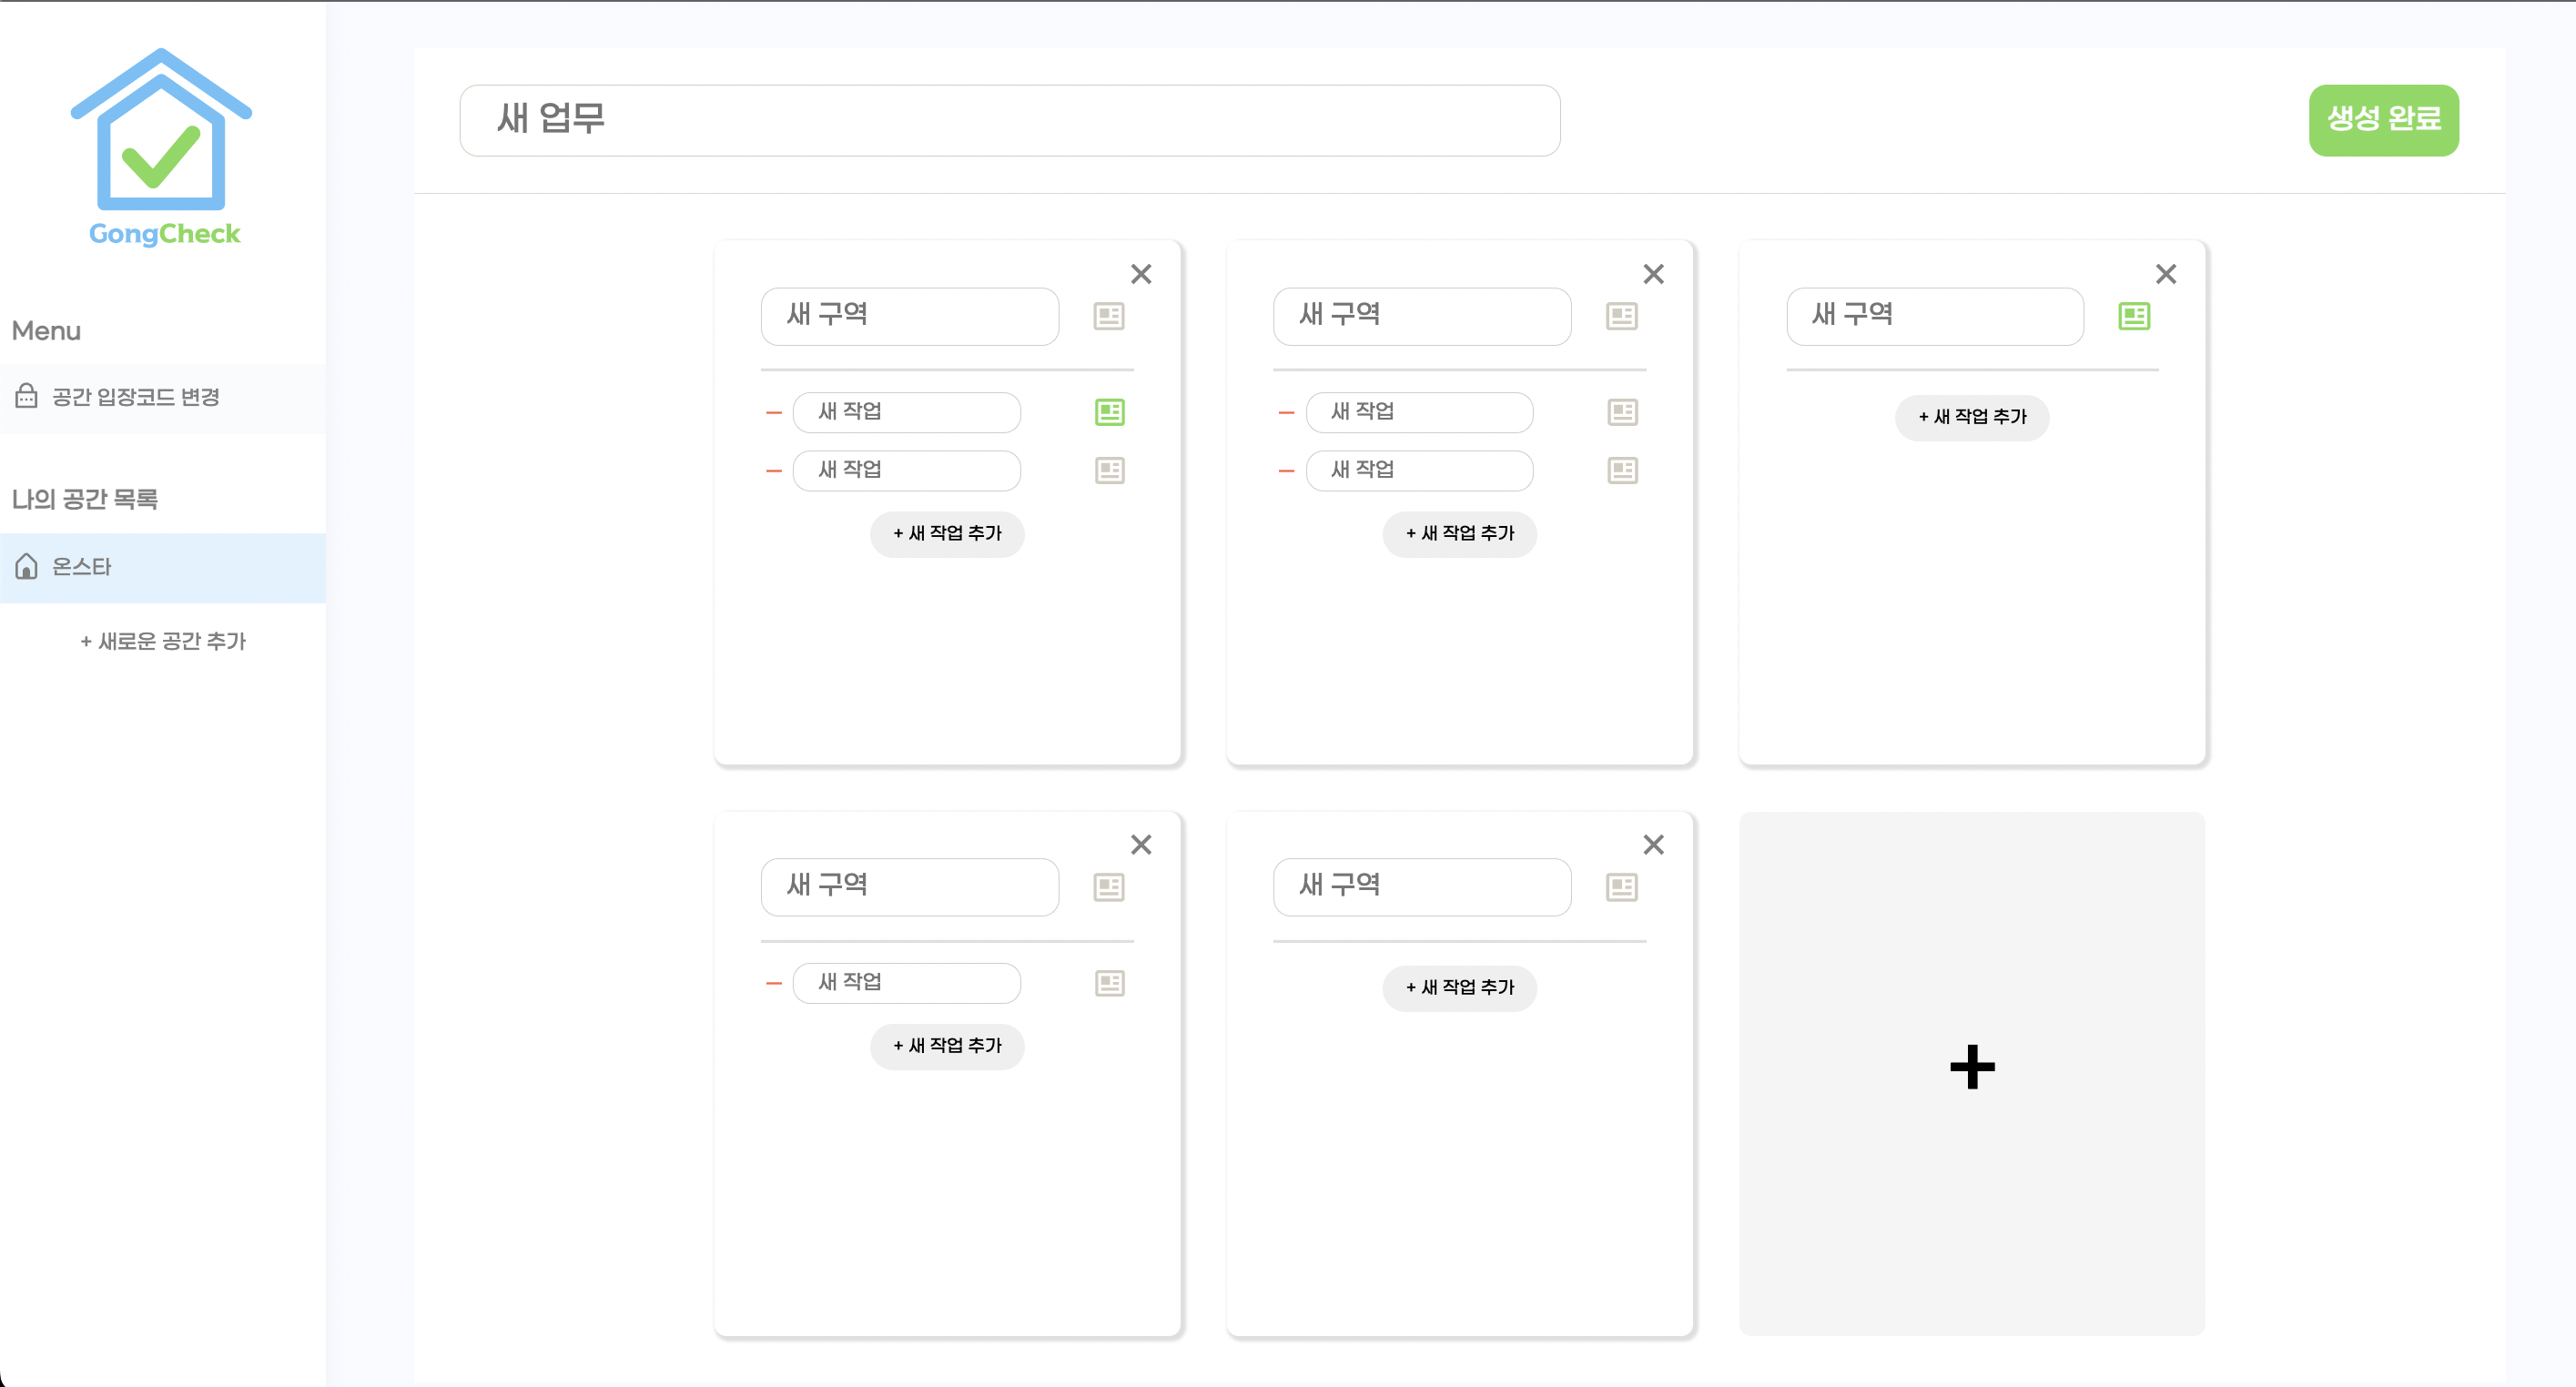 GongCheck
Menu
공간 입장코드 변경
나의 공간 목록
온스타
+ 새로운 공간 추가
새 업무
생성 완료
새 구역
새 작업
새 작업
+ 새 작업 추가
새 구역
새 작업
새 작업
+ 새 작업 추가
새 구역
+ 새 작업 추가
새 구역
새 작업
+ 새 작업 추가
새 구역
+ 새 작업 추가
+